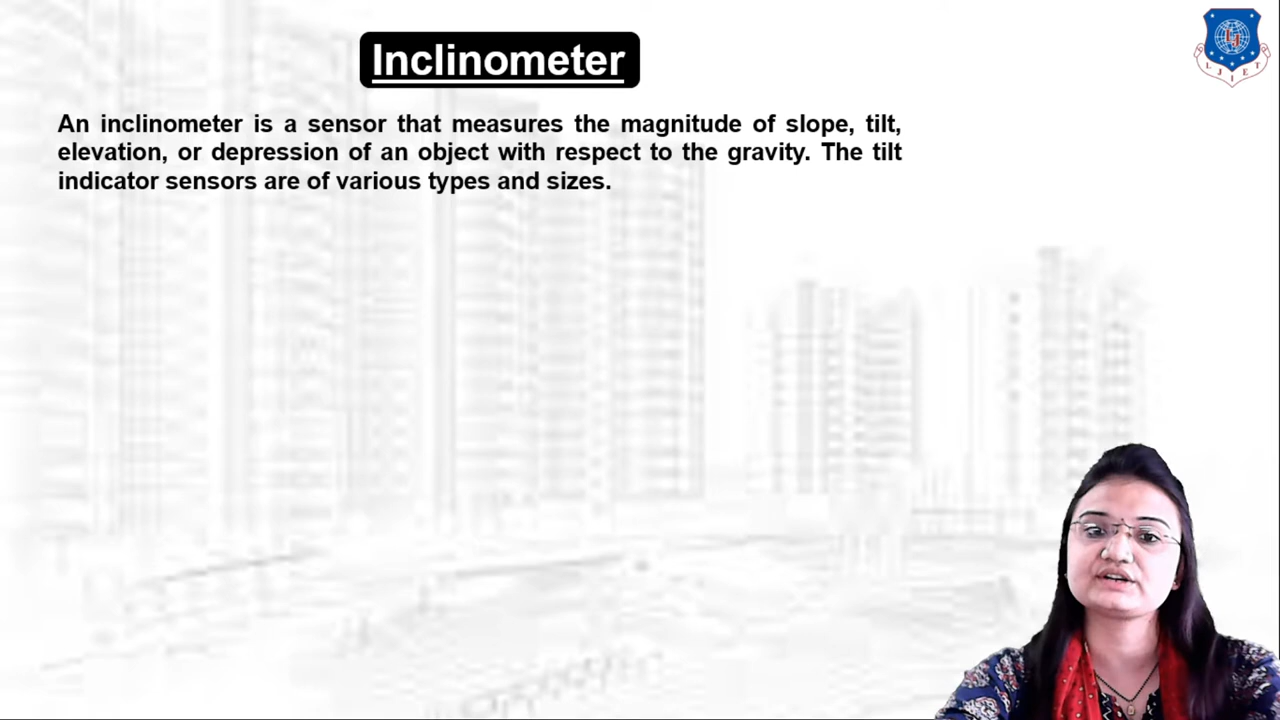 Inclinometer
An inclinometer is a sensor that measures the magnitude of slope, tilt,
elevation, or depression of an object with respect to the gravity. The tilt
indicator sensors are of various types and sizes.
LJ
L J I E T